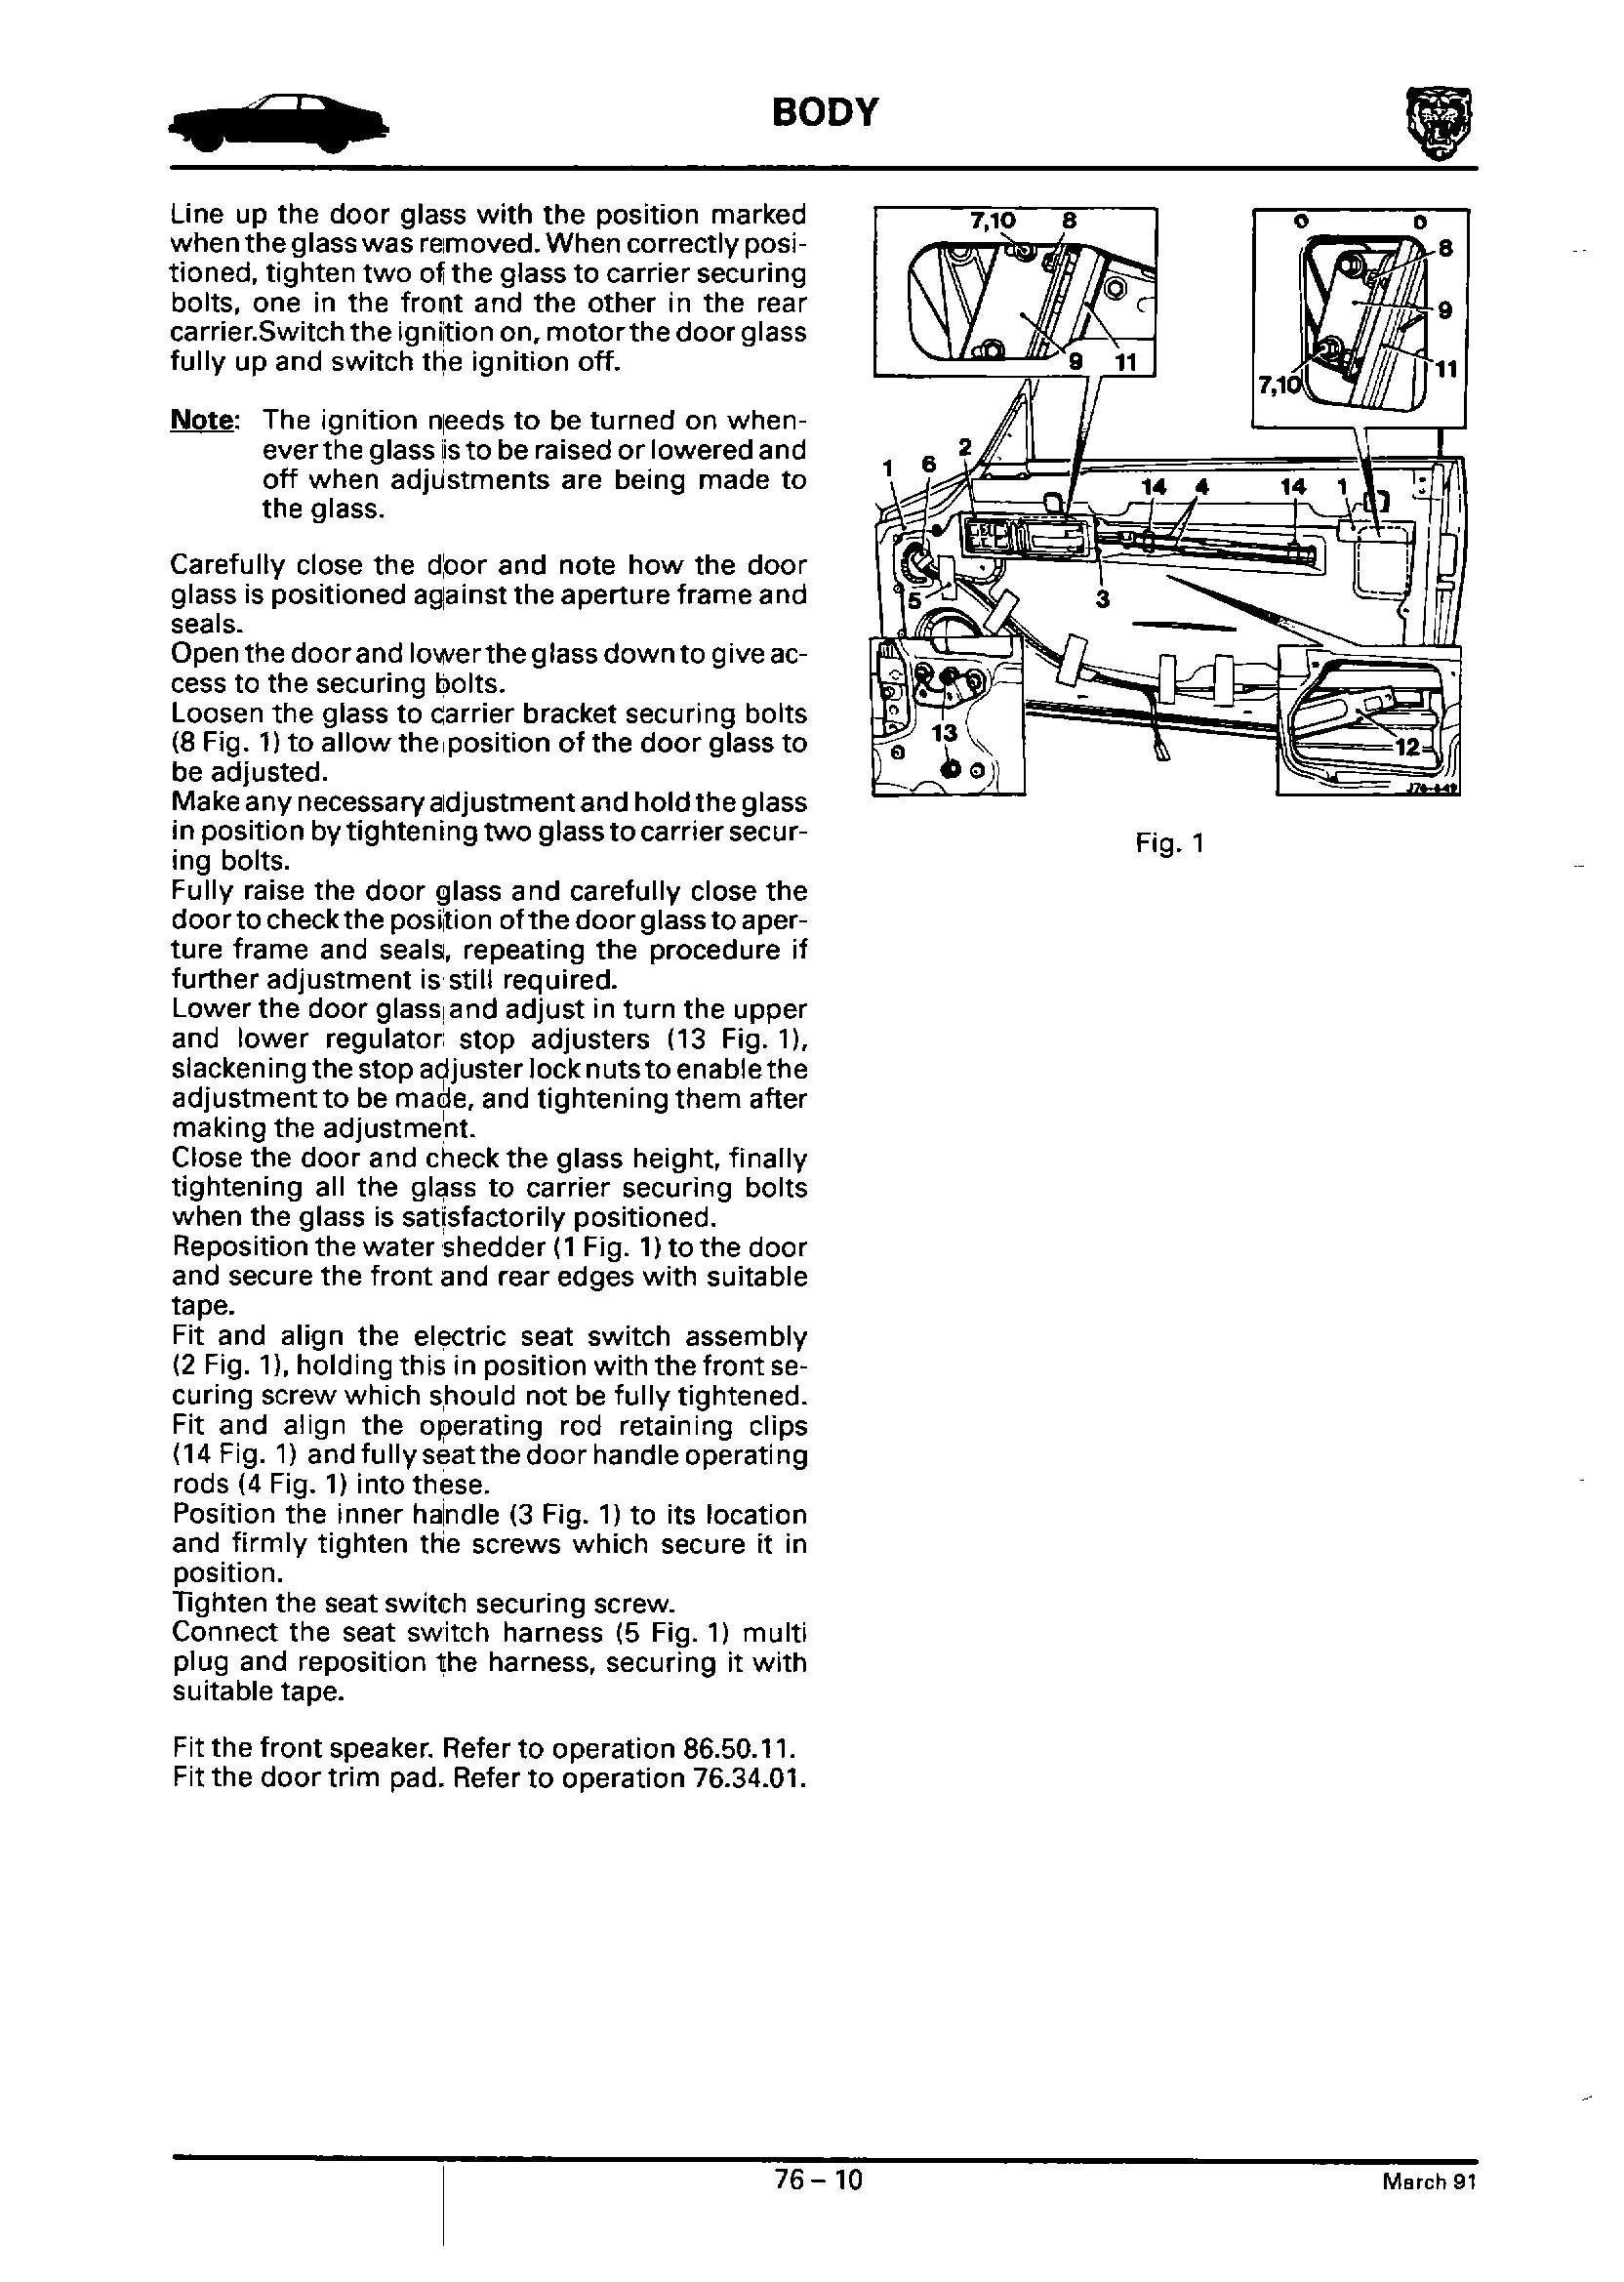 BODY
Line up the door glass with the position marked
when the glass was removed. When correctly posi-
tioned, tighten two of the glass to carrier securing
bolts, one in the front and the other in the rear
carrier.Switch the ignition on, motor the door glass
fully up and switch the ignition off.
Note: The ignition needs to be turned on when-
ever the glass is to be raised or lowered and
off when adjustments are being made to
the glass.
Carefully close the door and note how the door
glass is positioned against the aperture frame and
seals.
Open the door and lower the glass down to give ac-
cess to the securing bolts.
Loosen the glass to carrier bracket securing bolts
(8 Fig. 1) to allow the position of the door glass to
be adjusted.
Make any necessary adjustment and hold the glass
in position by tightening two glass to carrier secur-
ing bolts.
Fully raise the door glass and carefully close the
door to check the position of the door glass to aper-
ture frame and seals, repeating the procedure if
further adjustment is still required.
Lower the door glass and adjust in turn the upper
and lower regulator stop adjusters (13 Fig. 1),
slackening the stop adjuster lock nuts to enable the
adjustment to be made, and tightening them after
making the adjustment.
Close the door and check the glass height, finally
tightening all the glass to carrier securing bolts
when the glass is satisfactorily positioned.
Reposition the water shedder (1 Fig. 1) to the door
and secure the front and rear edges with suitable
tape.
Fit and align the electric seat switch assembly
(2 Fig. 1), holding this in position with the front se-
curing screw which should not be fully tightened.
Fit and align the operating rod retaining clips
(14 Fig. 1) and fully seat the door handle operating
rods (4 Fig. 1) into these.
Position the inner handle (3 Fig. 1) to its location
and firmly tighten the screws which secure it in
position.
Tighten the seat switch securing screw.
Connect the seat switch harness (5 Fig. 1) multi
plug and reposition the harness, securing it with
suitable tape.
Fit the front speaker. Refer to operation 86.50.11.
Fit the door trim pad. Refer to operation 76.34.01.
7,10 8
9 11
8
9
11
7,10
1 6 2
14 4 14 1
5 3
13
12
Fig. 1
76 – 10
March 91